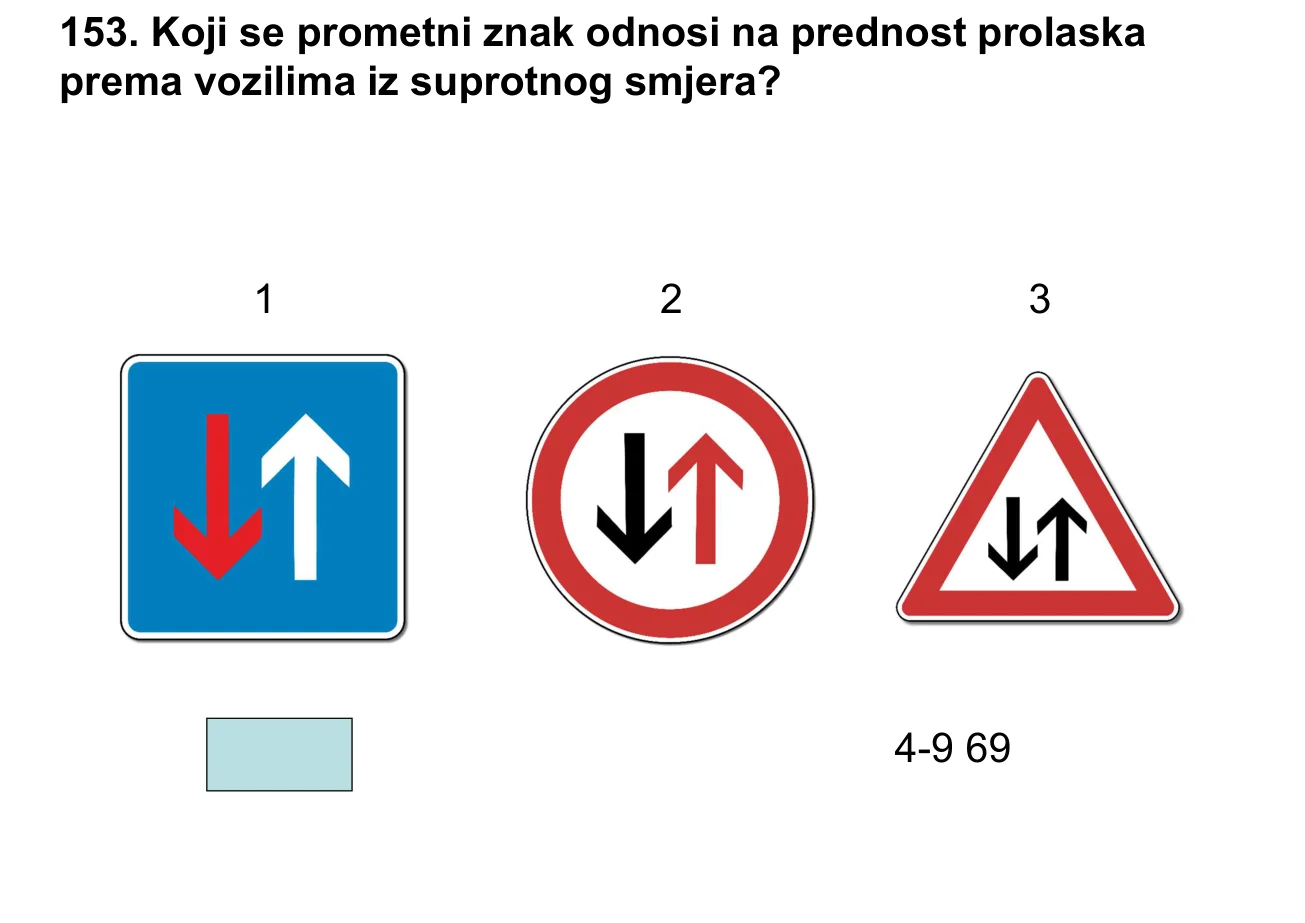 153. Koji se prometni znak odnosi na prednost prolaska
prema vozilima iz suprotnog smjera?
1
2
3
4-9 69